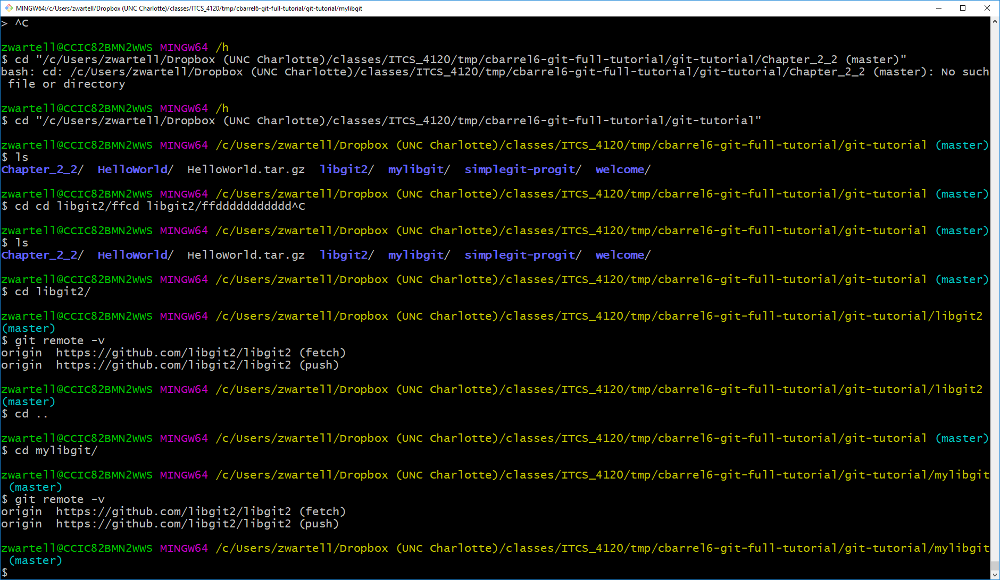 MINGW64:/c/Users/zwartell/Dropbox (UNC Charlotte)/classes/ITCS_4120/tmp/cbarrel6-git-full-tutorial/git-tutorial/mylibgit
> ^C
zwartell@CCIC82BMN2WWS MINGW64 /h
$ cd "/c/Users/zwartell/Dropbox (UNC Charlotte)/classes/ITCS_4120/tmp/cbarrel6-git-full-tutorial/git-tutorial/Chapter_2_2 (master)"
bash: cd: /c/Users/zwartell/Dropbox (UNC Charlotte)/classes/ITCS_4120/tmp/cbarrel6-git-full-tutorial/git-tutorial/Chapter_2_2 (master): No such
 file or directory
zwartell@CCIC82BMN2WWS MINGW64 /h
$ cd "/c/Users/zwartell/Dropbox (UNC Charlotte)/classes/ITCS_4120/tmp/cbarrel6-git-full-tutorial/git-tutorial"
zwartell@CCIC82BMN2WWS MINGW64 /c/Users/zwartell/Dropbox (UNC Charlotte)/classes/ITCS_4120/tmp/cbarrel6-git-full-tutorial/git-tutorial (master)
$ ls
Chapter_2_2/  HelloWorld/  HelloWorld.tar.gz  libgit2/  mylibgit/  simplegit-progit/  welcome/
zwartell@CCIC82BMN2WWS MINGW64 /c/Users/zwartell/Dropbox (UNC Charlotte)/classes/ITCS_4120/tmp/cbarrel6-git-full-tutorial/git-tutorial (master)
$ cd cd libgit2/ffcd libgit2/ffddddddddddd^C
zwartell@CCIC82BMN2WWS MINGW64 /c/Users/zwartell/Dropbox (UNC Charlotte)/classes/ITCS_4120/tmp/cbarrel6-git-full-tutorial/git-tutorial (master)
$ ls
Chapter_2_2/  HelloWorld/  HelloWorld.tar.gz  libgit2/  mylibgit/  simplegit-progit/  welcome/
zwartell@CCIC82BMN2WWS MINGW64 /c/Users/zwartell/Dropbox (UNC Charlotte)/classes/ITCS_4120/tmp/cbarrel6-git-full-tutorial/git-tutorial (master)
$ cd libgit2/
zwartell@CCIC82BMN2WWS MINGW64 /c/Users/zwartell/Dropbox (UNC Charlotte)/classes/ITCS_4120/tmp/cbarrel6-git-full-tutorial/git-tutorial/libgit2
(master)
$ git remote -v
origin  https://github.com/libgit2/libgit2 (fetch)
origin  https://github.com/libgit2/libgit2 (push)
zwartell@CCIC82BMN2WWS MINGW64 /c/Users/zwartell/Dropbox (UNC Charlotte)/classes/ITCS_4120/tmp/cbarrel6-git-full-tutorial/git-tutorial/libgit2
(master)
$ cd ..
zwartell@CCIC82BMN2WWS MINGW64 /c/Users/zwartell/Dropbox (UNC Charlotte)/classes/ITCS_4120/tmp/cbarrel6-git-full-tutorial/git-tutorial (master)
$ cd mylibgit/
zwartell@CCIC82BMN2WWS MINGW64 /c/Users/zwartell/Dropbox (UNC Charlotte)/classes/ITCS_4120/tmp/cbarrel6-git-full-tutorial/git-tutorial/mylibgit
 (master)
$ git remote -v
origin  https://github.com/libgit2/libgit2 (fetch)
origin  https://github.com/libgit2/libgit2 (push)
zwartell@CCIC82BMN2WWS MINGW64 /c/Users/zwartell/Dropbox (UNC Charlotte)/classes/ITCS_4120/tmp/cbarrel6-git-full-tutorial/git-tutorial/mylibgit
 (master)
$